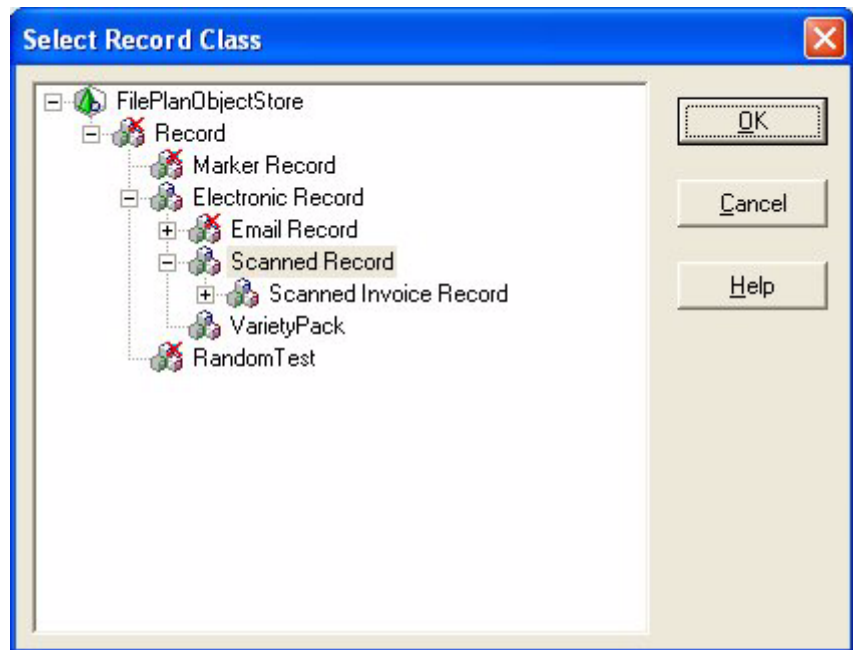 Select Record Class
FilePlanObjectStore
Record
Marker Record
Electronic Record
Email Record
Scanned Record
Scanned Invoice Record
VarietyPack
RandomTest
OK
Cancel
Help